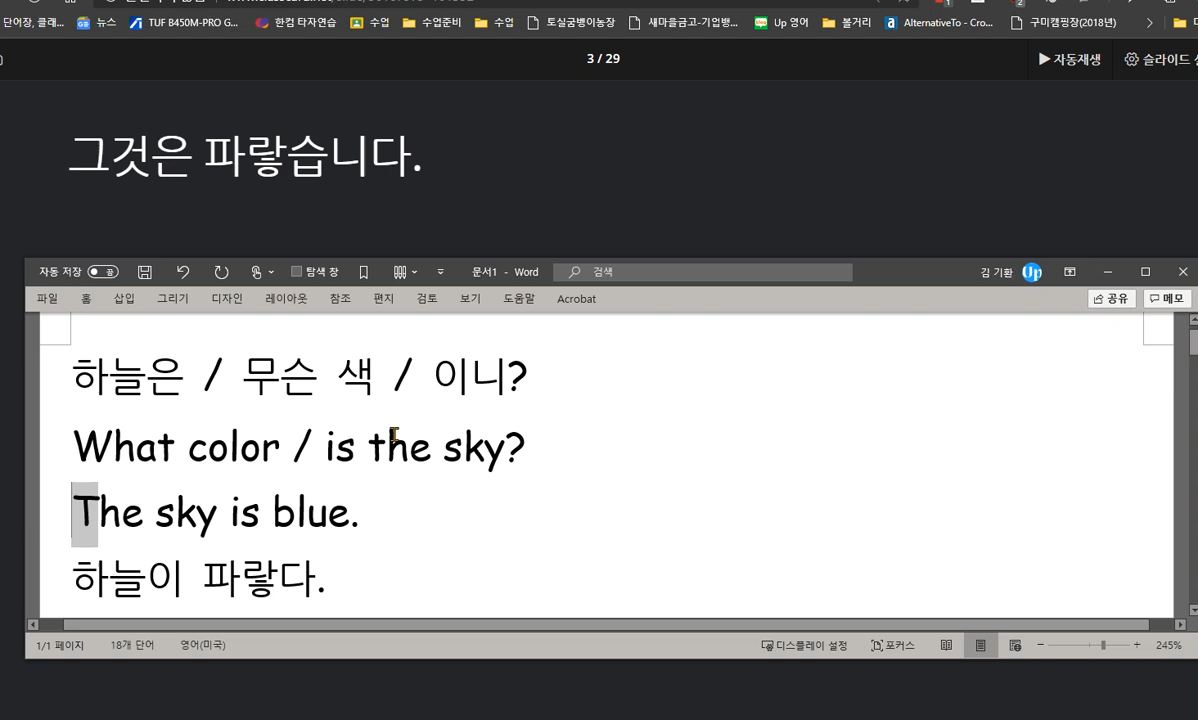 단어장, 클래... 뉴스 TUF B450M-PRO G... 한컴 타자연습 수업 수업준비 수업 토실굼뱅이농장 새마을금고-기업뱅... Up 영어 볼거리 AlternativeTo - Cro... 구미캠핑장(2018년)
3 / 29 자동재생 슬라이드
그것은 파랗습니다.
자동 저장 끔 탐색 창 문서1 - Word 검색 김 기환 Up
파일 홈 삽입 그리기 디자인 레이아웃 참조 편지 검토 보기 도움말 Acrobat 공유 메모
하늘은 / 무슨 색 / 이니?
What color / is the sky?
The sky is blue.
하늘이 파랗다.
1/1 페이지 18개 단어 영어(미국) 디스플레이 설정 포커스 245%